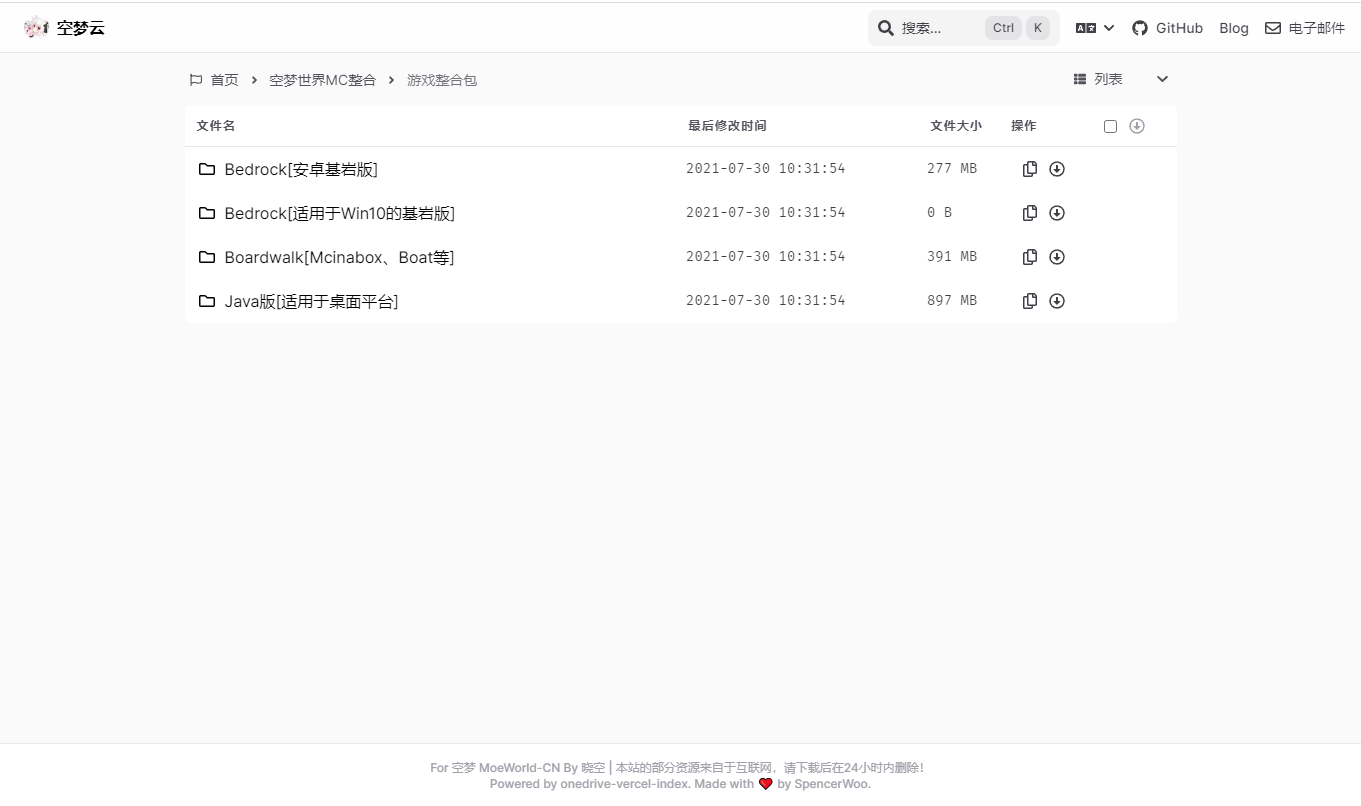 空梦云
搜索... Ctrl K
GitHub Blog 电子邮件
首页 空梦世界MC整合 游戏整合包
列表
文件名 最后修改时间 文件大小 操作
Bedrock[安卓基岩版] 2021-07-30 10:31:54 277 MB
Bedrock[适用于Win10的基岩版] 2021-07-30 10:31:54 0 B
Boardwalk[Mcinabox、Boat等] 2021-07-30 10:31:54 391 MB
Java版[适用于桌面平台] 2021-07-30 10:31:54 897 MB
For 空梦 MoeWorld-CN By 晓空 | 本站的部分资源来自于互联网，请下载后在24小时内删除！
Powered by onedrive-vercel-index. Made with ❤ by SpencerWoo.